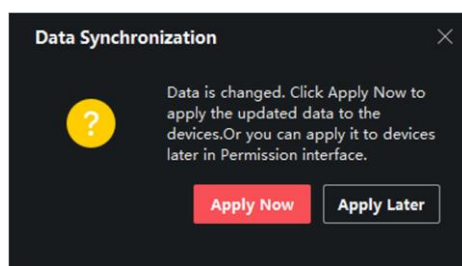 Data Synchronization
Data is changed. Click Apply Now to
apply the updated data to the
devices.Or you can apply it to devices
later in Permission interface.
Apply Now
Apply Later